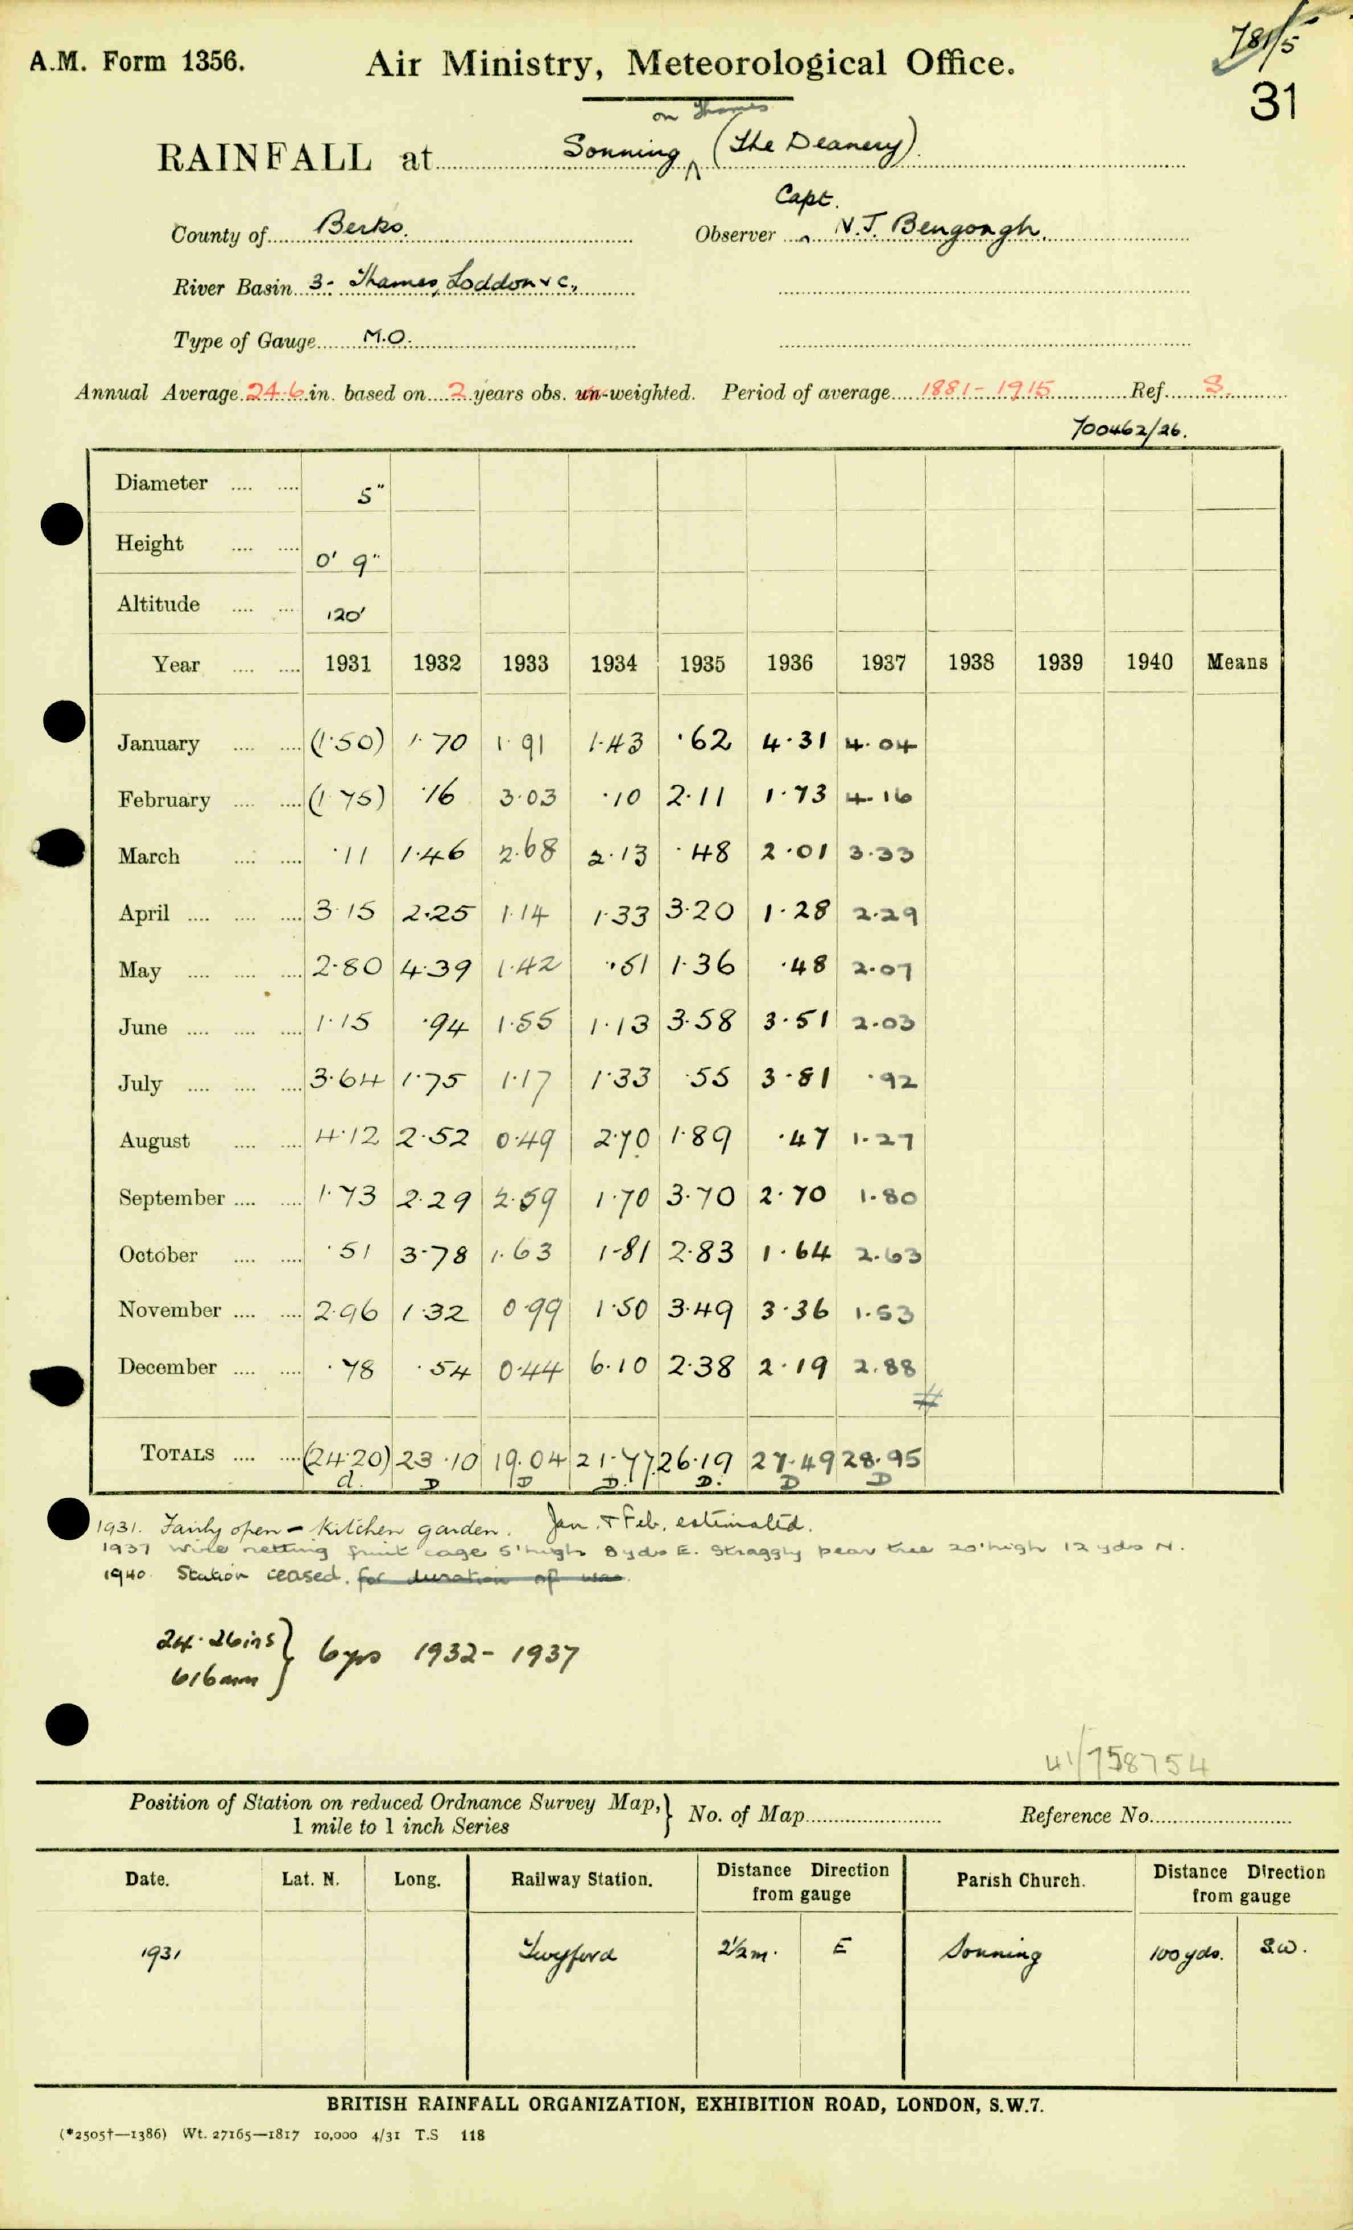 781/5
A.M. Form 1356. Air Ministry, Meteorological Office.
31
on Thames
RAINFALL at Sonning ^ (The Deanery).
Capt.
County of Berks. Observer N.J. Bengough.
River Basin 3- Thames, Loddon & c.,
Type of Gauge M.O.
Annual Average 24.6 in. based on 2 years obs. un-weighted. Period of average 1881-1915 Ref. S.
700462/26.
Diameter 5"
Height 0' 9"
Altitude 120'
Year 1931 1932 1933 1934 1935 1936 1937 1938 1939 1940 Means
January (1.50) 1.70 1.91 1.43 .62 4.31 4.04
February (1.75) .16 3.03 .10 2.11 1.73 4.16
March .11 1.46 2.68 2.13 .48 2.01 3.33
April 3.15 2.25 1.14 1.33 3.20 1.28 2.29
May 2.80 4.39 1.42 .51 1.36 .48 2.07
June 1.15 .94 1.55 1.13 3.58 3.51 2.03
July 3.64 1.75 1.17 1.33 .55 3.81 .92
August 4.12 2.52 0.49 2.70 1.89 .47 1.27
September 1.73 2.29 2.59 1.70 3.70 2.70 1.80
October .51 3.78 1.63 1.81 2.83 1.64 2.63
November 2.96 1.32 0.99 1.50 3.49 3.36 1.53
December .78 .54 0.44 6.10 2.38 2.19 2.88
#
TOTALS (24.20) 23.10 19.04 21.77 26.19 27.49 28.95
d. D D D. D. D D
1931. Fairly open - Kitchen garden. Jan. & Feb. estimated.
1937 Wire netting fruit cage 5' high 8 yds E. Straggly pear tree 20' high 12 yds N.
1940. Station ceased. for duration of war.
24.26 ins } 6 yrs 1932-1937
616 mm
41/758754
Position of Station on reduced Ordnance Survey Map, } No. of Map Reference No.
1 mile to 1 inch Series
Date. Lat. N. Long. Railway Station. Distance Direction from gauge Parish Church. Distance Direction from gauge
1931 Twyford 2½m. E Sonning 100 yds. S.W.
BRITISH RAINFALL ORGANIZATION, EXHIBITION ROAD, LONDON, S.W.7.
(*2505†—1386) Wt. 27165—1817 10,000 4/31 T.S 118